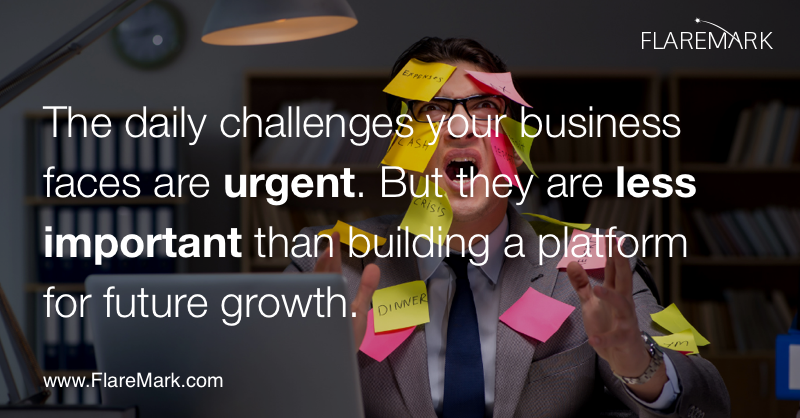 FLAREMARK
EXPENSES
CASH
CRISIS
The daily challenges your business
faces are urgent. But they are less
important than building a platform
for future growth.
DINNER
www.FlareMark.com